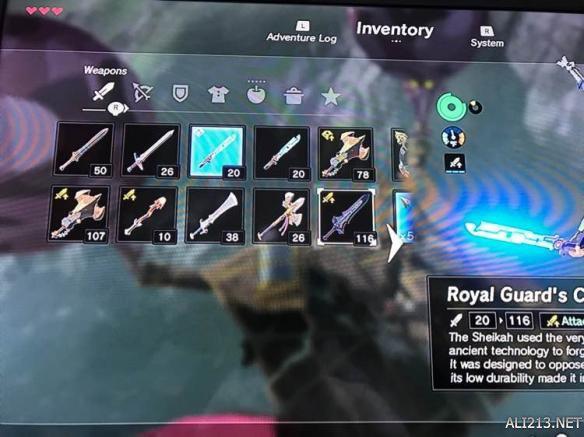 L
Adventure Log
Inventory
R
System
Weapons
R
50
26
20
20
78
107
10
38
26
116
5
Royal Guard's C
20 116 Attac
The Sheikah used the very
ancient technology to forg
It was designed to oppose
its low durability made it i
ALI213.NET